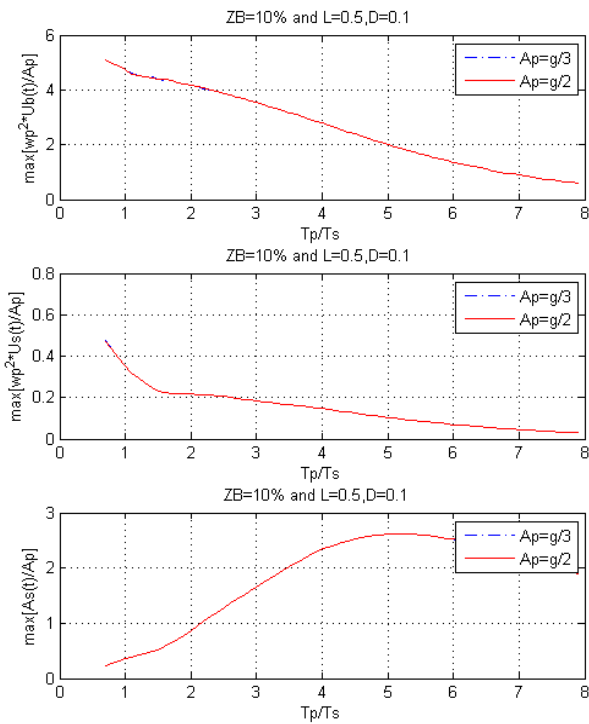 ZB=10% and L=0.5,D=0.1
max[wp²*Ub(t)/Ap]
6
4
2
0
Ap=g/3
Ap=g/2
0 1 2 3 4 5 6 7 8
Tp/Ts
ZB=10% and L=0.5,D=0.1
max[wp²*Us(t)/Ap]
0.8
0.6
0.4
0.2
0
Ap=g/3
Ap=g/2
0 1 2 3 4 5 6 7 8
Tp/Ts
ZB=10% and L=0.5,D=0.1
max[As(t)/Ap]
3
2
1
0
Ap=g/3
Ap=g/2
0 1 2 3 4 5 6 7 8
Tp/Ts